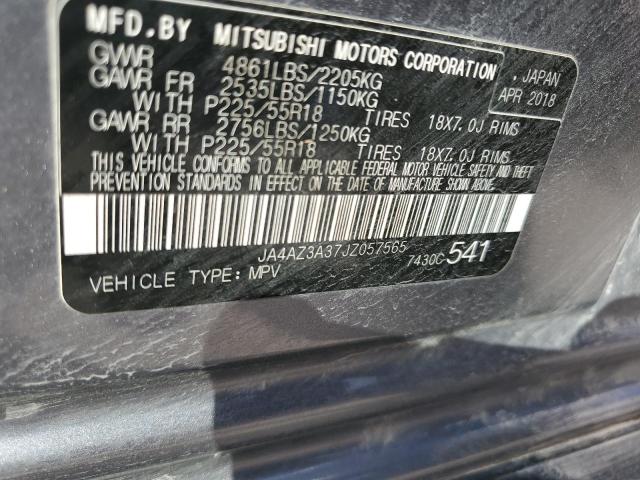 MFD.BY MITSUBISHI MOTORS CORPORATION
GVWR 4861LBS/2205KG , JAPAN
GAWR FR 2535LBS/1150KG APR 2018
WITH P225/55R18 TIRES 18X7.0J RIMS
GAWR RR 2756LBS/1250KG
WITH P225/55R18 TIRES 18X7.0J RIMS
THIS VEHICLE CONFORMS TO ALL APPLICABLE FEDERAL MOTOR VEHICLE SAFETY AND THEFT
PREVENTION STANDARDS IN EFFECT ON THE DATE OF MANUFACTURE SHOWN ABOVE.
JA4AZ3A37JZ057565
VEHICLE TYPE: MPV 7430C 541